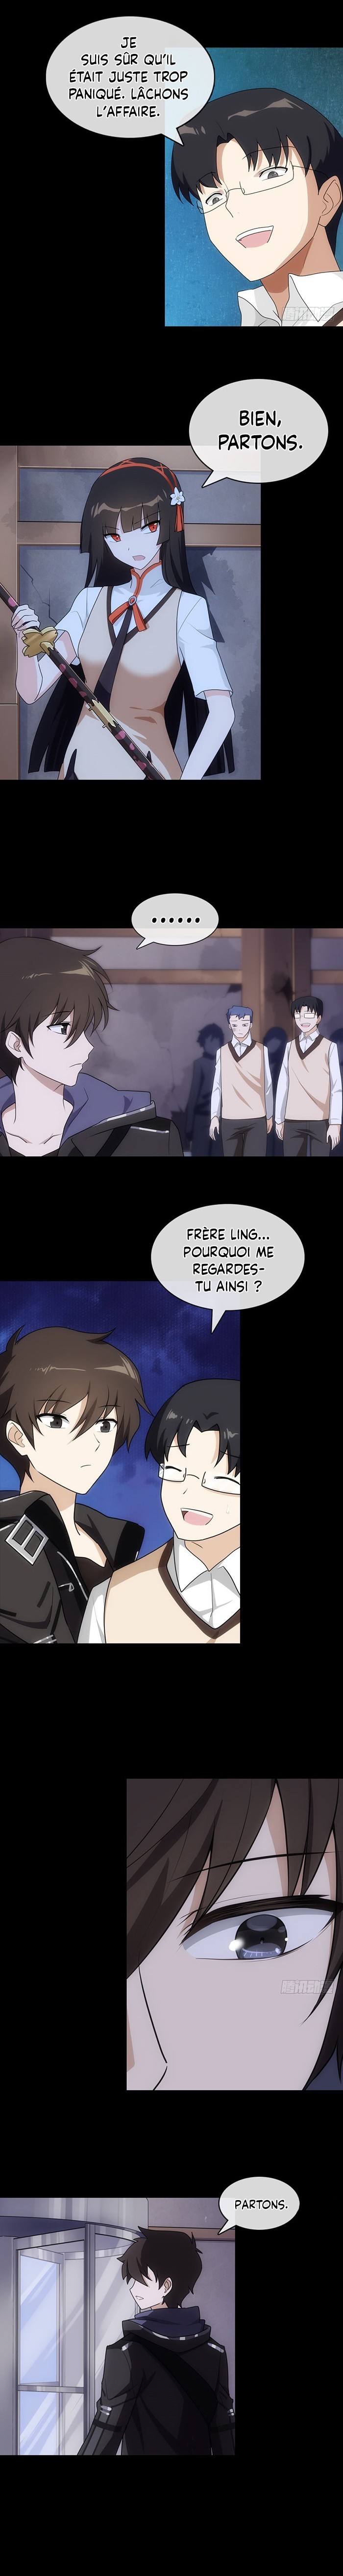 JE
SUIS SÛR QU'IL
ÉTAIT JUSTE TROP
PANIQUÉ. LÂCHONS
L'AFFAIRE.
BIEN,
PARTONS.
......
FRÈRE LING...
POURQUOI ME
REGARDES-
TU AINSI ?
PARTONS.